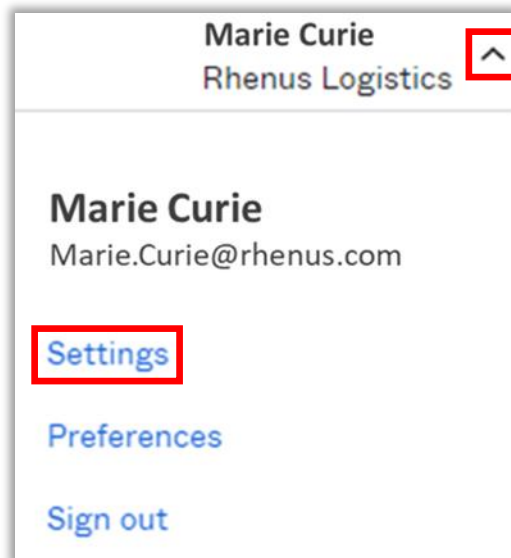 Marie Curie
Rhenus Logistics
Marie Curie
Marie.Curie@rhenus.com
Settings
Preferences
Sign out